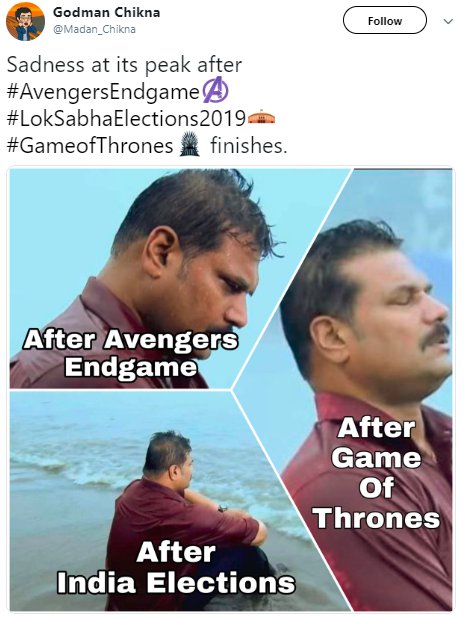 Godman Chikna
@Madan_Chikna
Follow
Sadness at its peak after
#AvengersEndgame
#LokSabhaElections2019
#GameofThrones finishes.
After Avengers
Endgame
After
Game
Of
Thrones
After
India Elections